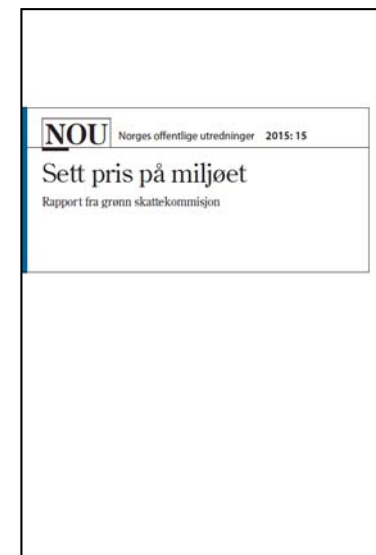 NOU Norges offentlige utredninger 2015: 15
Sett pris på miljøet
Rapport fra grønn skattekommisjon